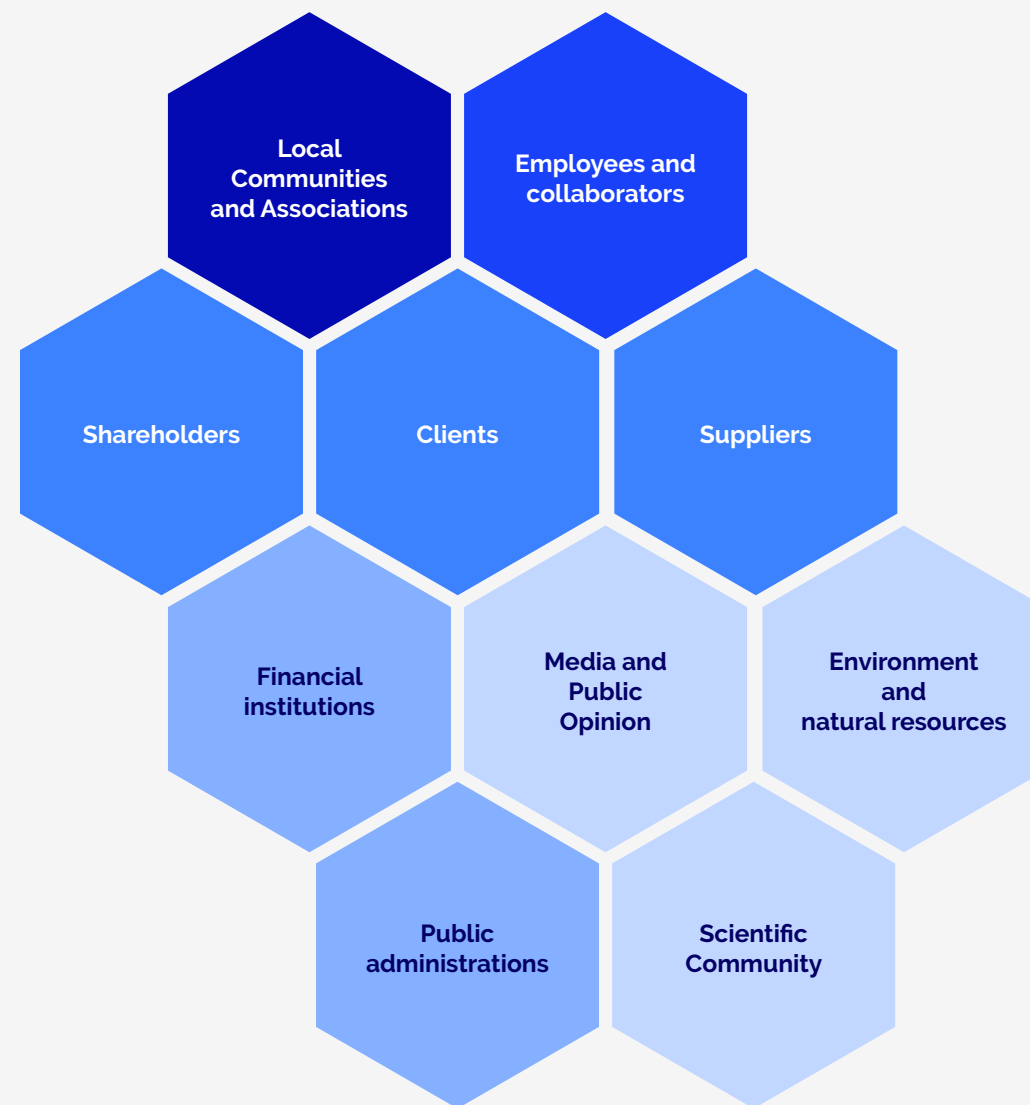 Local
Communities
and Associations
Employees and
collaborators
Shareholders
Clients
Suppliers
Financial
institutions
Media and
Public
Opinion
Environment
and
natural resources
Public
administrations
Scientific
Community